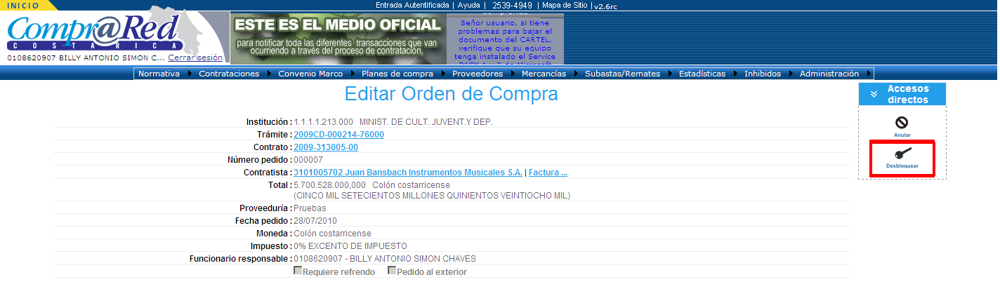 INICIO
Entrada Autentificada | Ayuda | 2539-4949 | Mapa de Sitio | v2.6rc
Compr@Red
COSTA RICA
0108620907 BILLY ANTONIO SIMON C... Cerrar sesión
ESTE ES EL MEDIO OFICIAL
para notificar toda las diferentes transacciones que van
ocurriendo a través del proceso de contratación,
Señor usuario, si tiene
problemas para bajar el
documento del CARTEL,
verifique que su equipo
tenga instalado el Service
PACK 1 y 2 de Microsoft
Normativa Contrataciones Convenio Marco Planes de compra Proveedores Mercancías Subastas/Remates Estadísticas Inhibidos Administración
Editar Orden de Compra
Accesos
directos
Anular
Desbloquear
Institución : 1.1.1.1.213.000 MINIST. DE CULT. JUVENT.Y DEP.
Trámite : 2009CD-000214-76000
Contrato : 2009-313005-00
Número pedido : 000007
Contratista : 3101005702 Juan Bansbach Instrumentos Musicales S.A. | Factura ...
Total : 5.700.528.000,000 Colón costarricense
(CINCO MIL SETECIENTOS MILLONES QUINIENTOS VEINTIOCHO MIL)
Proveeduría : Pruebas
Fecha pedido : 28/07/2010
Moneda : Colón costarricense
Impuesto : 0% EXCENTO DE IMPUESTO
Funcionario responsable : 0108620907 - BILLY ANTONIO SIMON CHAVES
Requiere refrendo Pedido al exterior